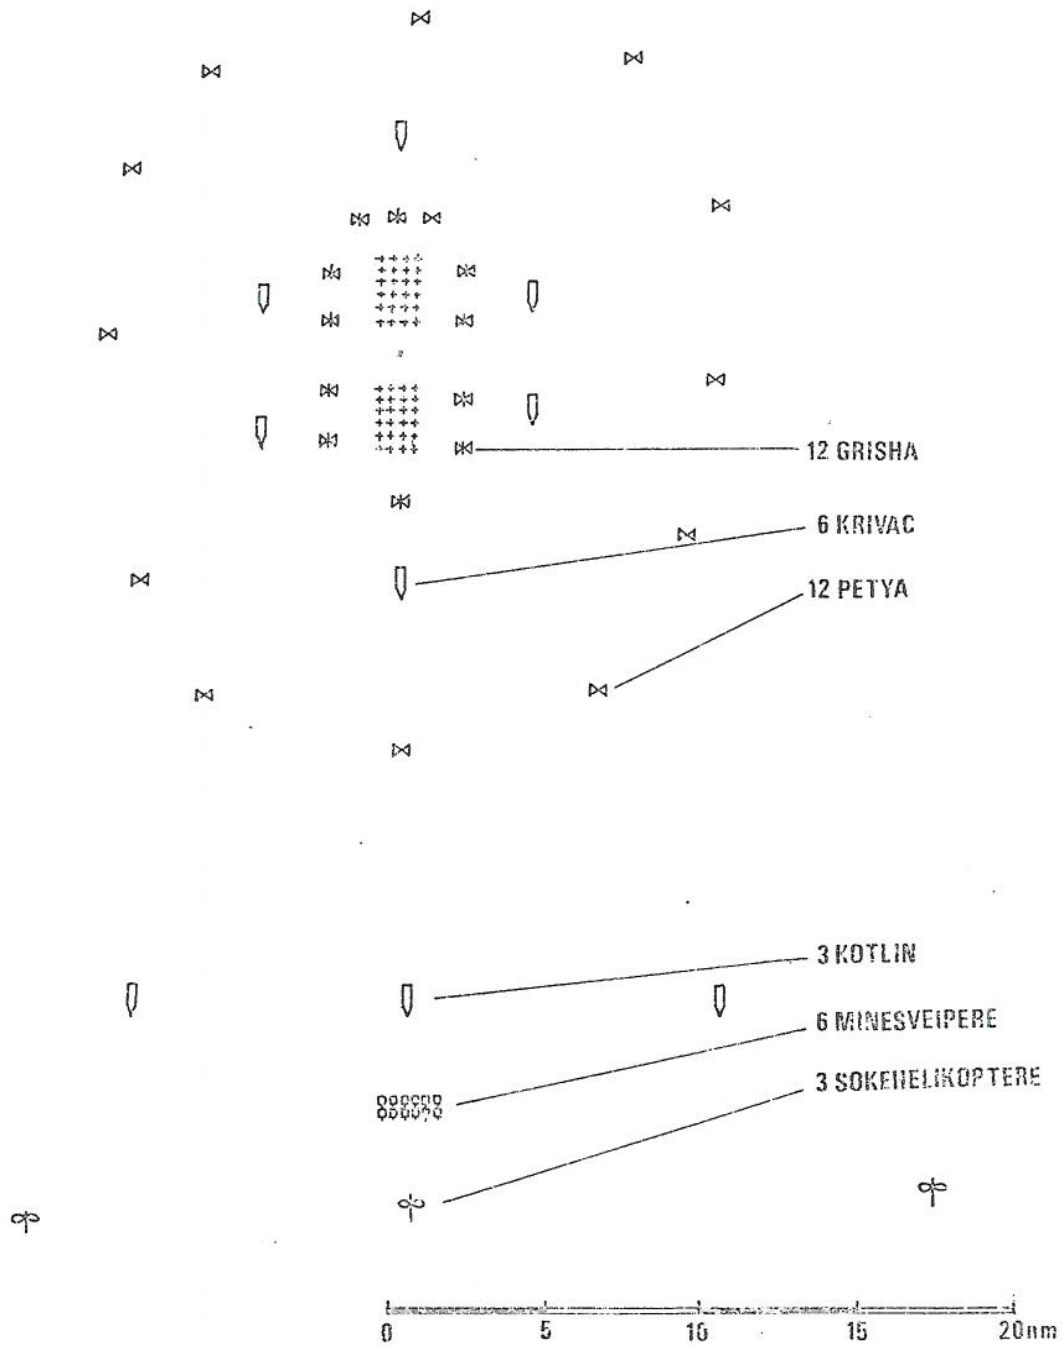 12 GRISHA
6 KRIVAC
12 PETYA
3 KOTLIN
6 MINESVEIPERE
3 SOKEHELIKOPTERE
0 5 10 15 20nm